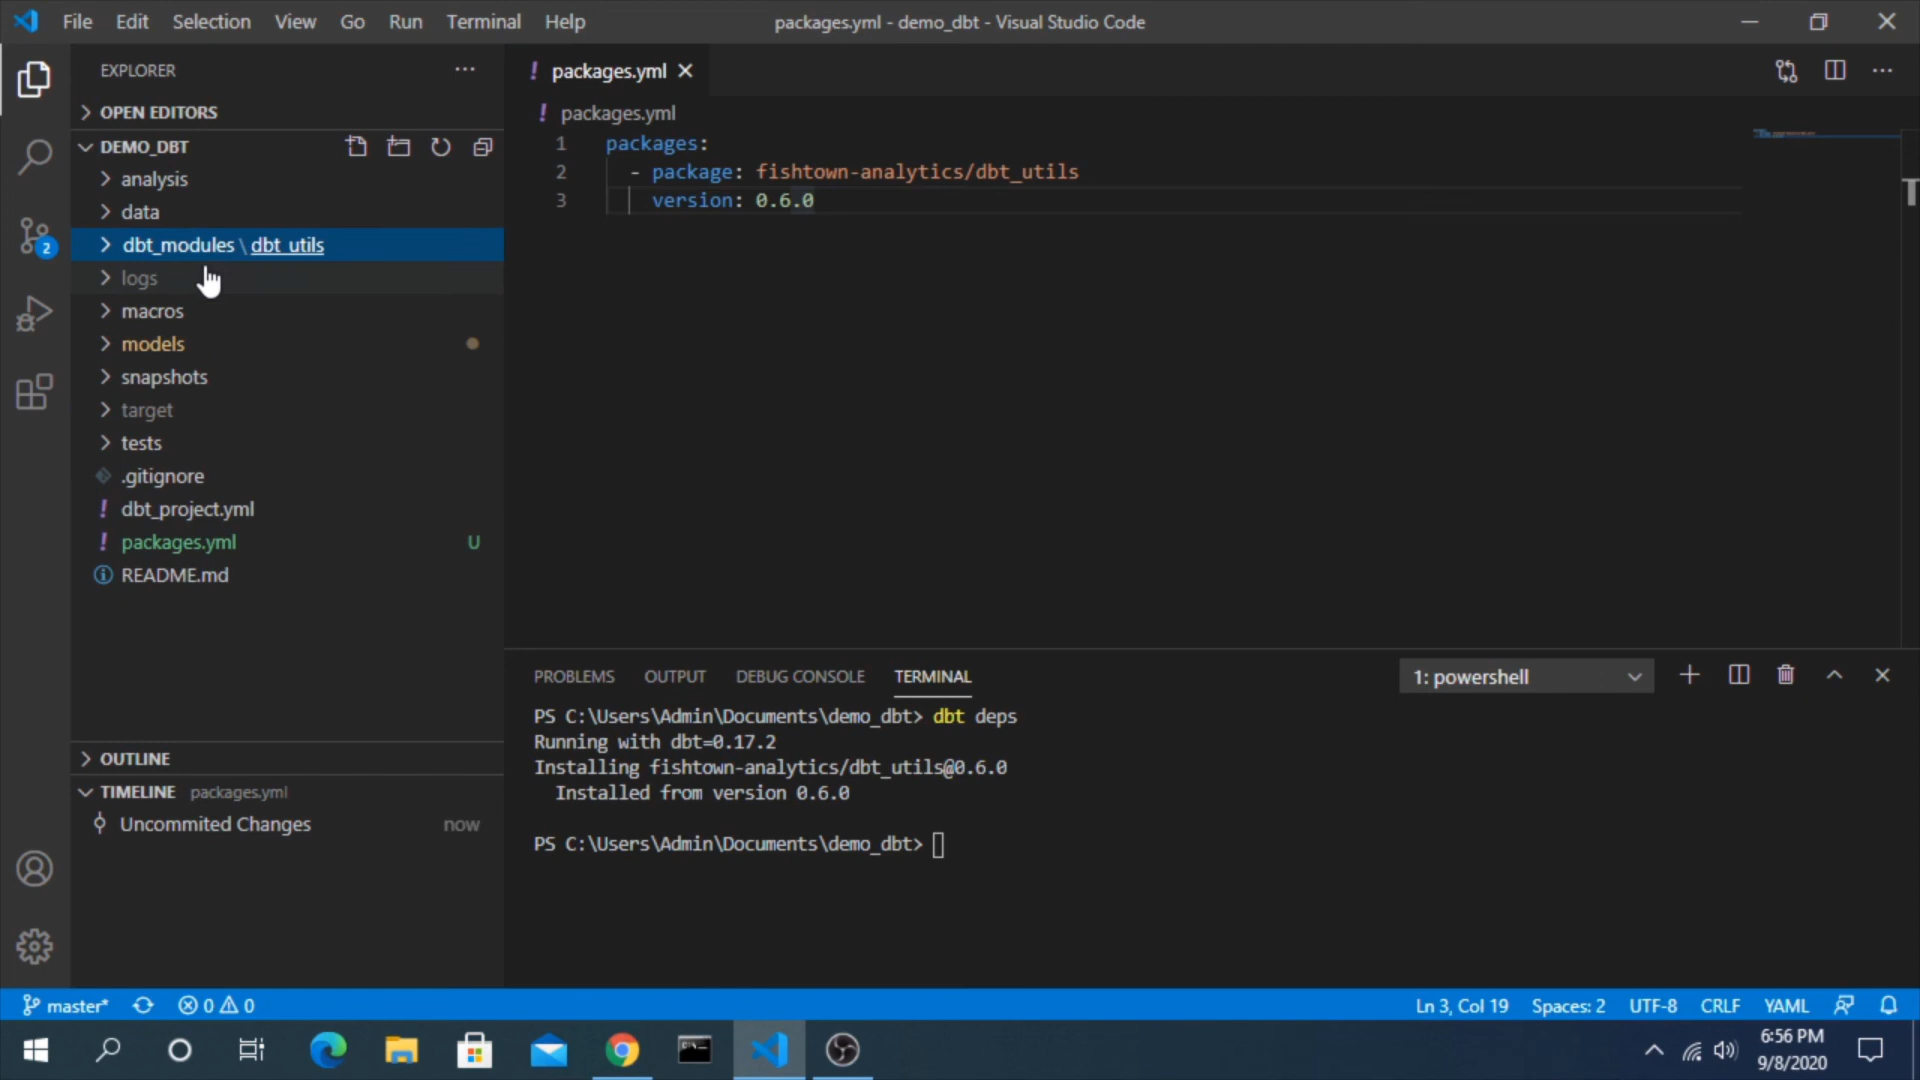 File Edit Selection View Go Run Terminal Help
packages.yml - demo_dbt - Visual Studio Code
EXPLORER
OPEN EDITORS
DEMO_DBT
analysis
data
dbt_modules \ dbt_utils
logs
macros
models
snapshots
target
tests
.gitignore
dbt_project.yml
packages.yml U
README.md
OUTLINE
TIMELINE packages.yml
Uncommited Changes now
2
packages.yml
packages.yml
1 packages:
2 - package: fishtown-analytics/dbt_utils
3 version: 0.6.0
PROBLEMS OUTPUT DEBUG CONSOLE TERMINAL
1: powershell
PS C:\Users\Admin\Documents\demo_dbt> dbt deps
Running with dbt=0.17.2
Installing fishtown-analytics/dbt_utils@0.6.0
Installed from version 0.6.0
PS C:\Users\Admin\Documents\demo_dbt>
master* 0 0
Ln 3, Col 19 Spaces: 2 UTF-8 CRLF YAML
6:56 PM
9/8/2020